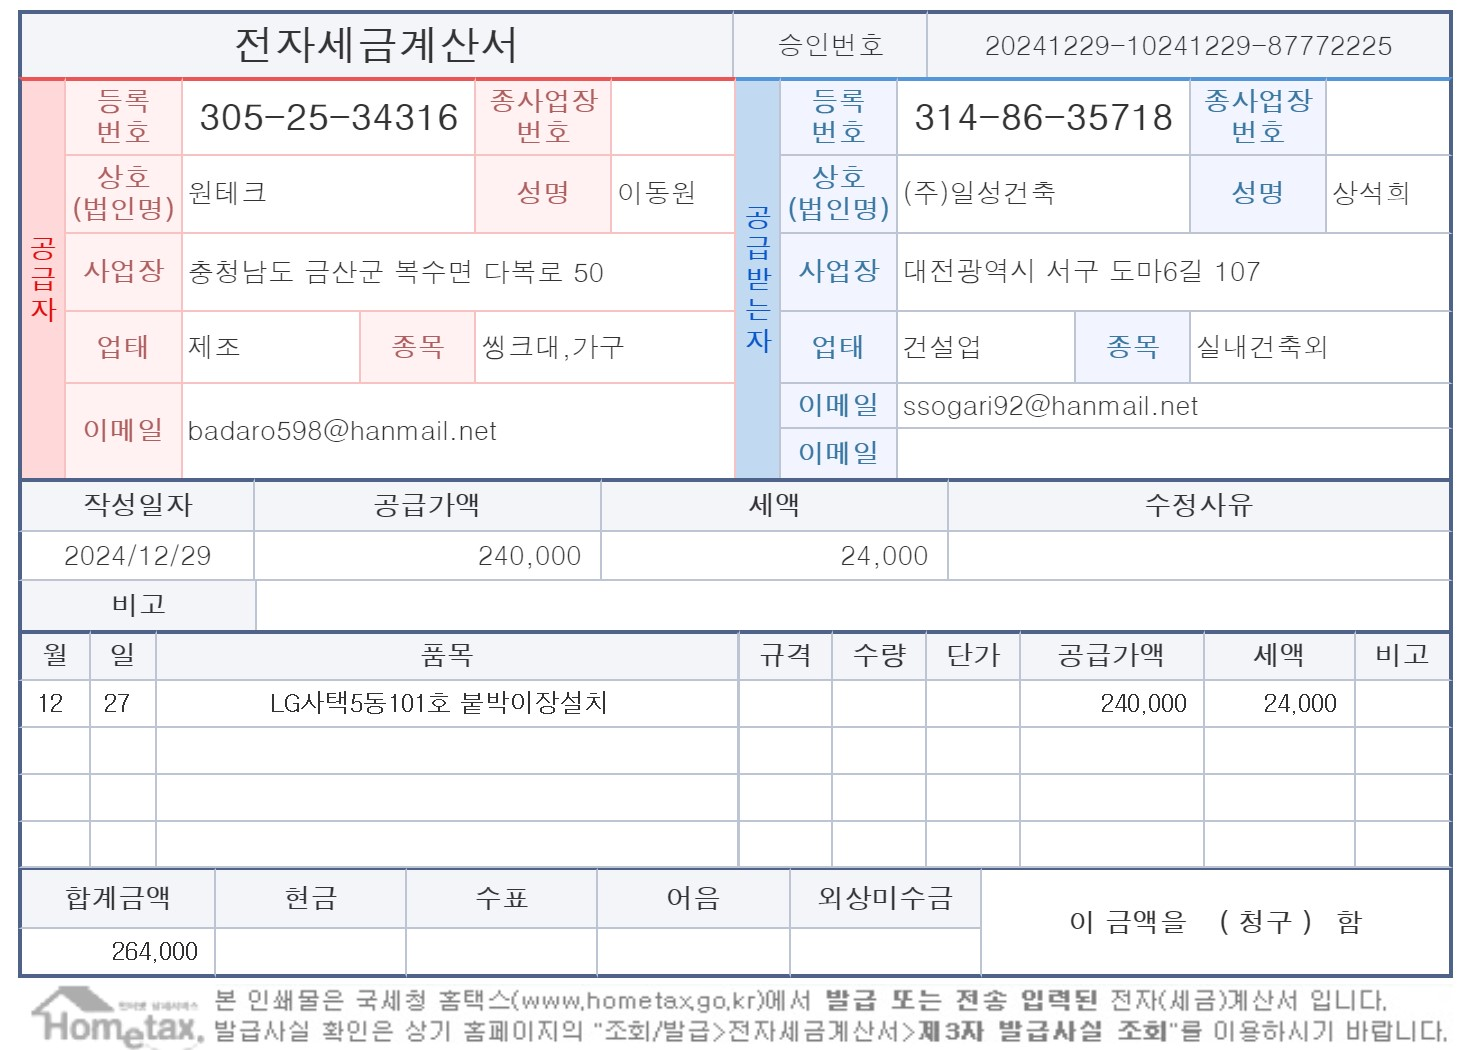 전자세금계산서 승인번호 20241229-10241229-87772225
공급자
등록번호 305-25-34316 종사업장번호
상호(법인명) 원테크 성명 이동원
사업장 충청남도 금산군 복수면 다복로 50
업태 제조 종목 씽크대,가구
이메일 badaro598@hanmail.net
공급받는자
등록번호 314-86-35718 종사업장번호
상호(법인명) (주)일성건축 성명 상석희
사업장 대전광역시 서구 도마6길 107
업태 건설업 종목 실내건축외
이메일 ssogari92@hanmail.net
이메일
작성일자 공급가액 세액 수정사유
2024/12/29 240,000 24,000
비고
월 일 품목 규격 수량 단가 공급가액 세액 비고
12 27 LG사택5동101호 붙박이장설치 240,000 24,000
합계금액 현금 수표 어음 외상미수금 이 금액을 ( 청구 ) 함
264,000
Hometax. 본 인쇄물은 국세청 홈택스(www.hometax.go.kr)에서 발급 또는 전송 입력된 전자(세금)계산서 입니다.
발급사실 확인은 상기 홈페이지의 "조회/발급>전자세금계산서>제3자 발급사실 조회"를 이용하시기 바랍니다.